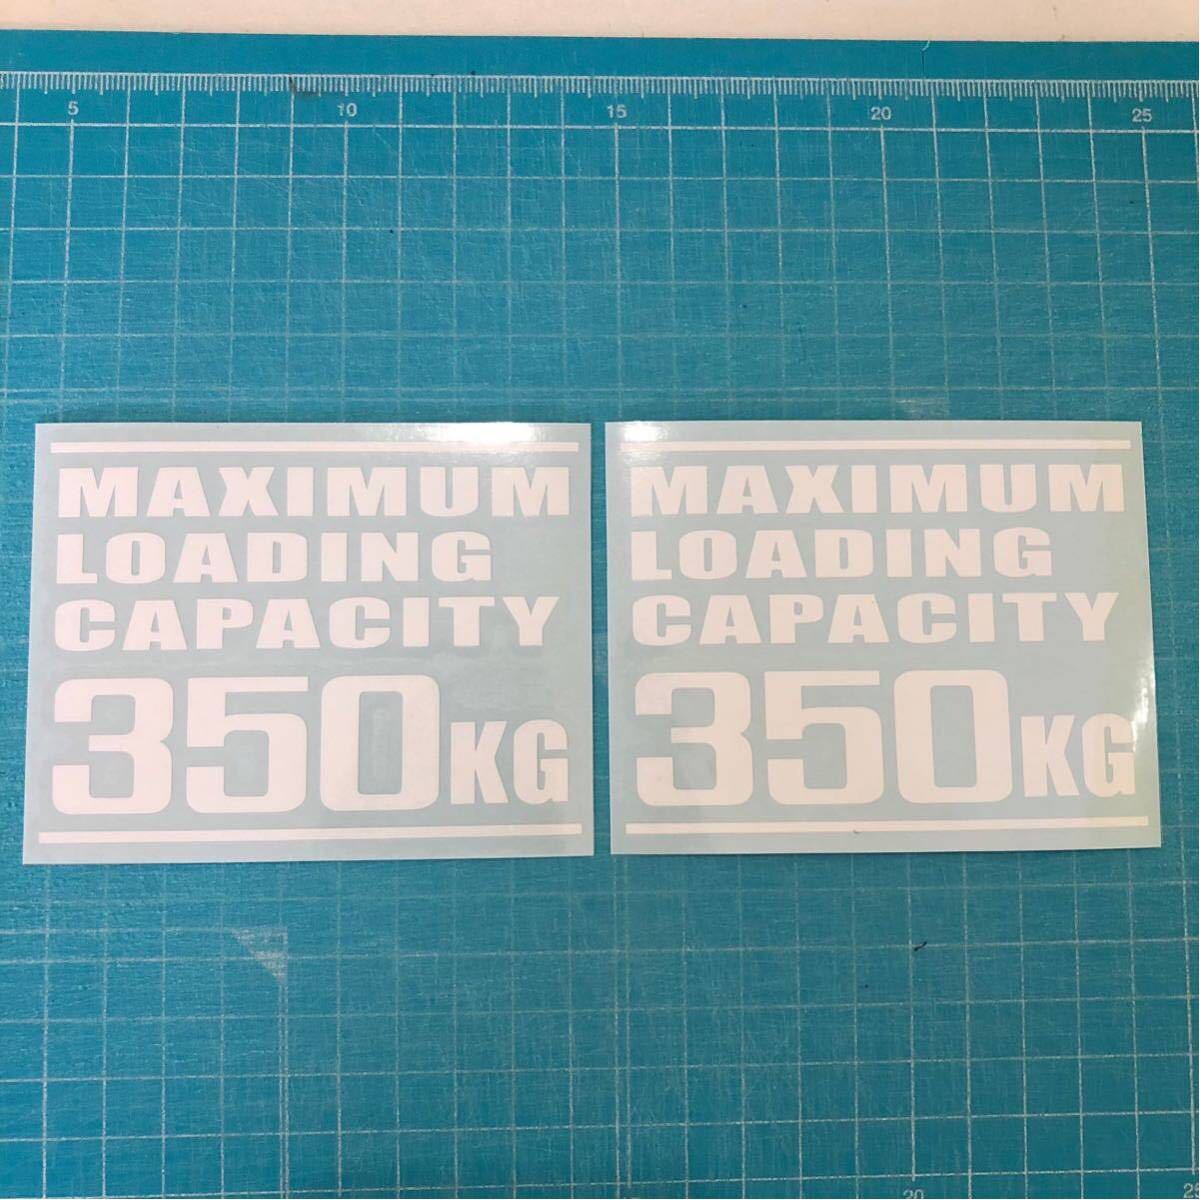 5 10 15 20 25
MAXIMUM
LOADING
CAPACITY
350KG
MAXIMUM
LOADING
CAPACITY
350KG
20